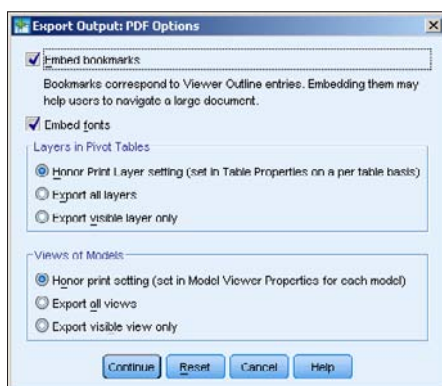 Export Output: PDF Options
Embed bookmarks
Bookmarks correspond to Viewer Outline entries. Embedding them may
help users to navigate a large document.
Embed fonts
Layers in Pivot Tables
Honor Print Layer setting (set in Table Properties on a per table basis)
Export all layers
Export visible layer only
Views of Models
Honor print setting (set in Model Viewer Properties for each model)
Export all views
Export visible view only
Continue Reset Cancel Help